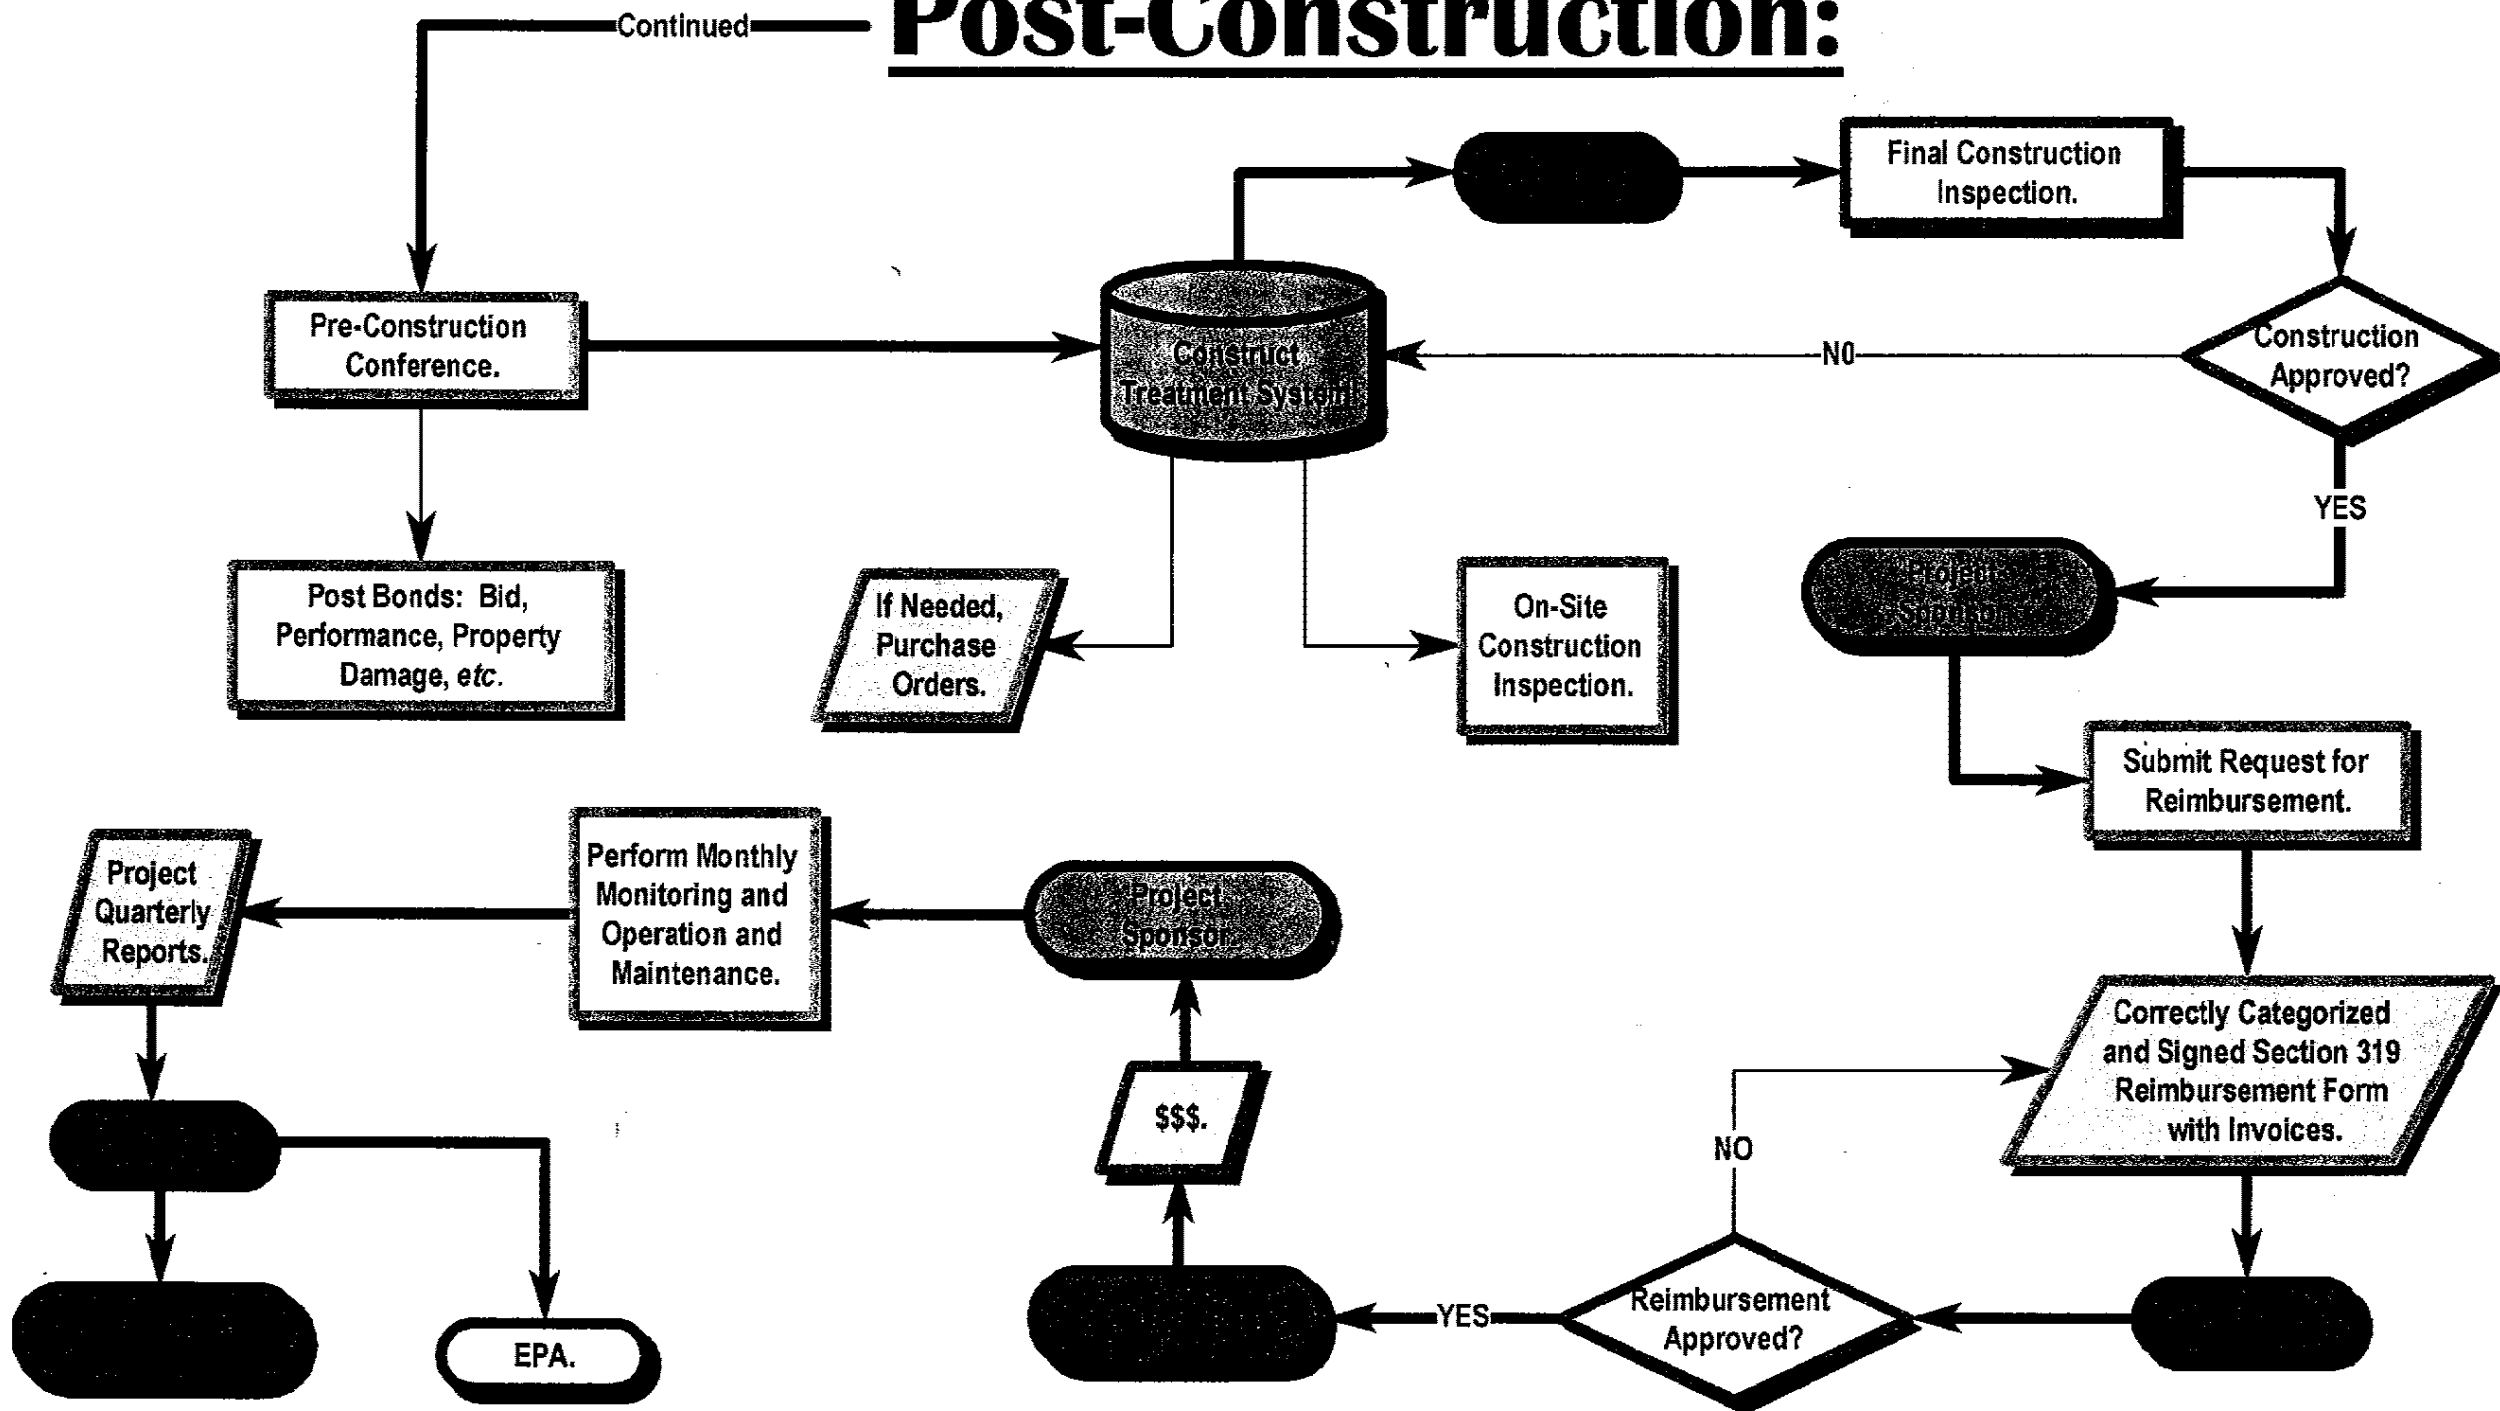 Continued
Post-Construction:
Final Construction
Inspection.
Pre-Construction
Conference.
Construct
Treatment System!
N0
Construction
Approved?
YES
Post Bonds: Bid,
Performance, Property
Damage, etc.
If Needed,
Purchase
Orders.
On-Site
Construction
Inspection.
Project
Sponsor.
Submit Request for
Reimbursement.
Project
Quarterly
Reports.
Perform Monthly
Monitoring and
Operation and
Maintenance.
Project
Sponsor.
Correctly Categorized
and Signed Section 319
Reimbursement Form
with Invoices.
$$$.
NO
Reimbursement
Approved?
YES
EPA.